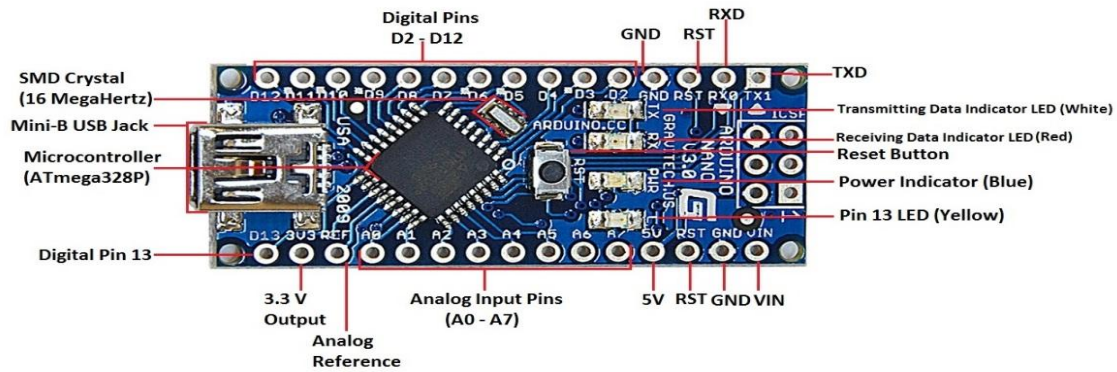 Digital Pins
D2 - D12
GND
RST
RXD
TXD
SMD Crystal
(16 MegaHertz)
Mini-B USB Jack
Microcontroller
(ATmega328P)
Digital Pin 13
3.3 V
Output
Analog
Reference
Analog Input Pins
(A0 - A7)
5V
RST
GND
VIN
Transmitting Data Indicator LED (White)
Receiving Data Indicator LED (Red)
Reset Button
Power Indicator (Blue)
Pin 13 LED (Yellow)
D12 D11 D10 D9 D8 D7 D6 D5 D4 D3 D2 GND RST RX0 TX1
ICSP
ARDUINO.CC
TX
RX
PWR
L
RST
USA
2009
GRAVITECH.US
ARDUINO
NANO
V3.0
G
1
D13 3V3 REF A0 A1 A2 A3 A4 A5 A6 A7 5V RST GND VIN